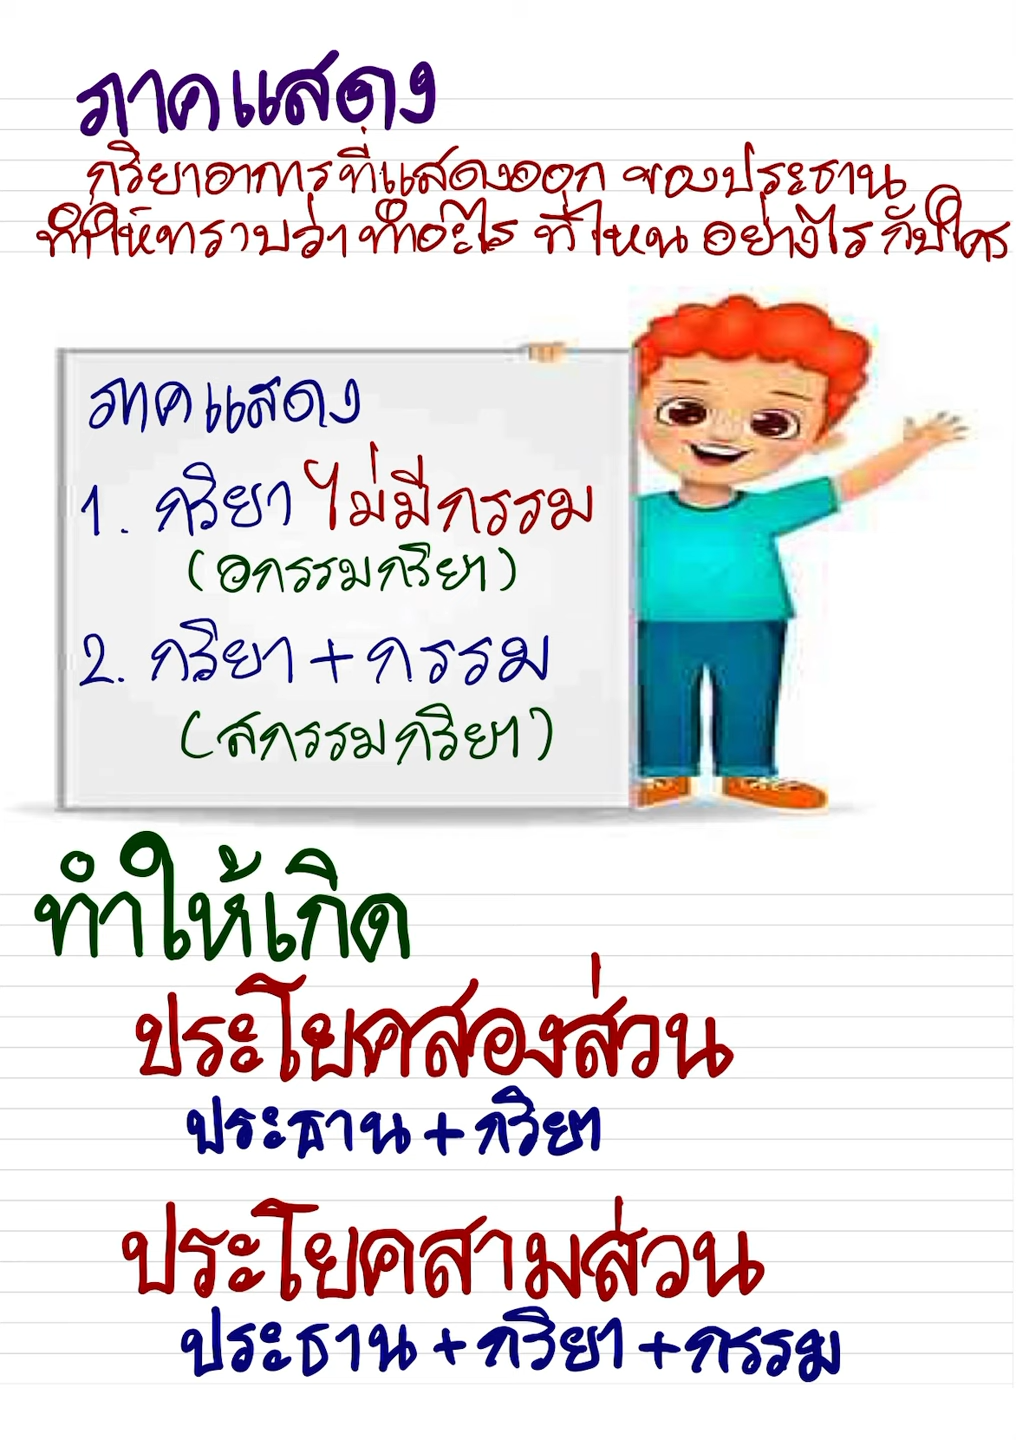 ภาคแสดง
กริยาอาการที่แสดงออก ของประธาน
ทำให้ทราบว่า ทำอะไร ที่ไหน อย่างไร กับใคร
ภาคแสดง
1. กริยา ไม่มีกรรม
(อกรรมกริยา)
2. กริยา + กรรม
(สกรรมกริยา)
ทำให้เกิด
ประโยคสองส่วน
ประธาน + กริยา
ประโยคสามส่วน
ประธาน + กริยา + กรรม